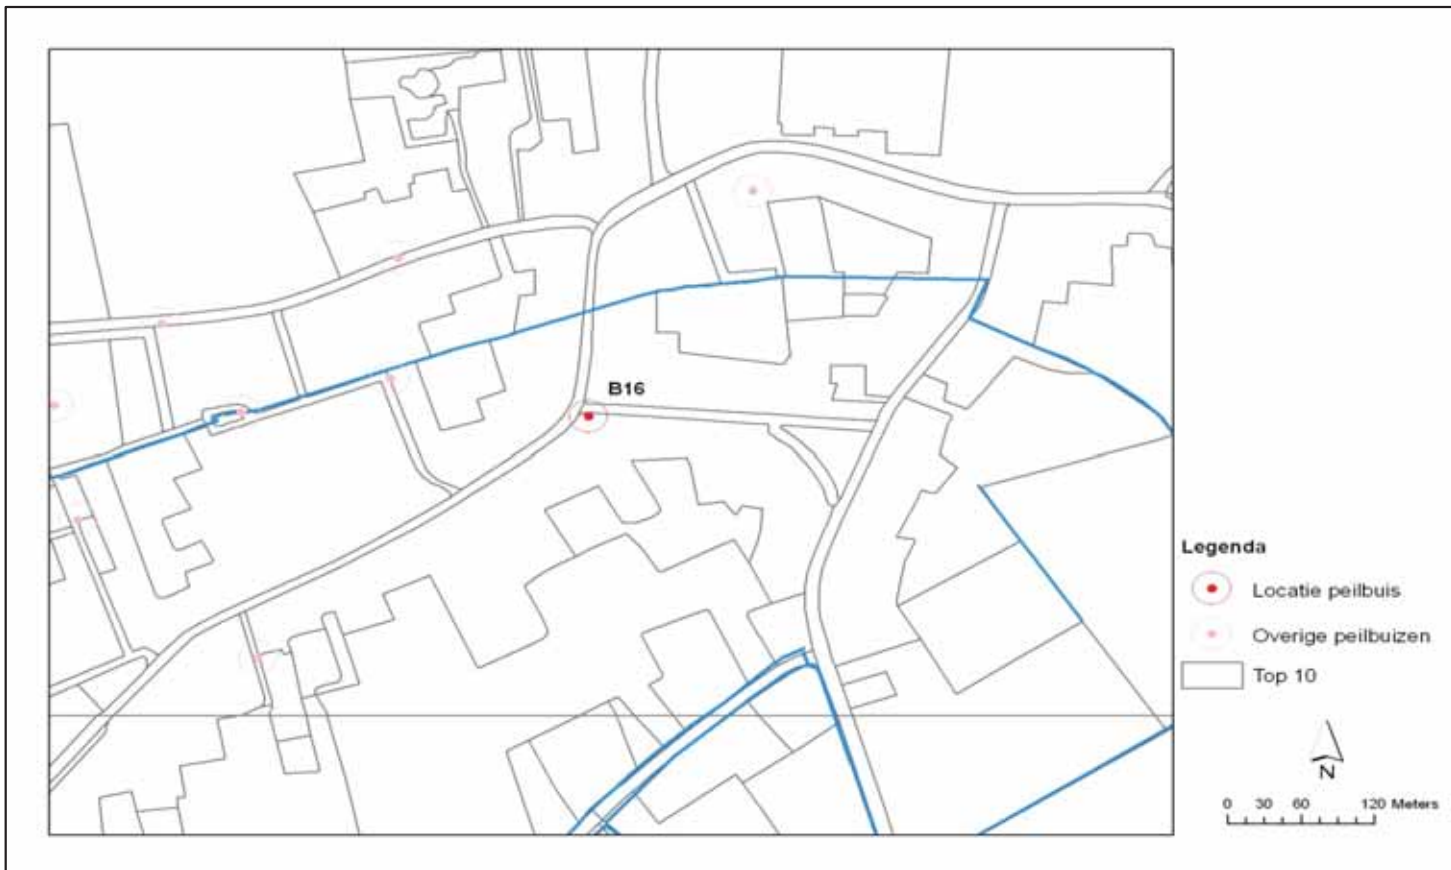 B16
Legenda
Locatie peilbuis
Overige peilbuizen
Top 10
N
0 30 60 120 Meters